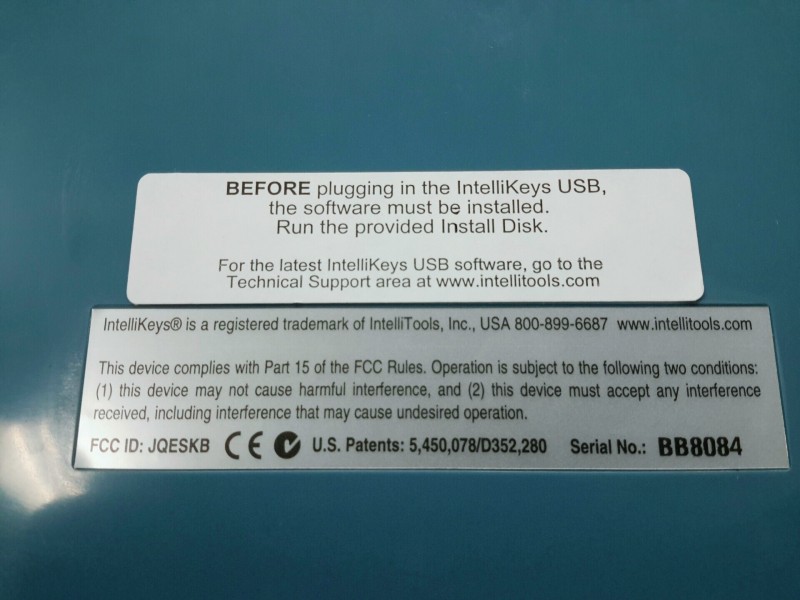 BEFORE plugging in the IntelliKeys USB,
the software must be installed.
Run the provided Install Disk.
For the latest IntelliKeys USB software, go to the
Technical Support area at www.intellitools.com
IntelliKeys® is a registered trademark of IntelliTools, Inc., USA 800-899-6687 www.intellitools.com
This device complies with Part 15 of the FCC Rules. Operation is subject to the following two conditions:
(1) this device may not cause harmful interference, and (2) this device must accept any interference
received, including interference that may cause undesired operation.
FCC ID: JQESKB CE U.S. Patents: 5,450,078/D352,280 Serial No.: BB8084